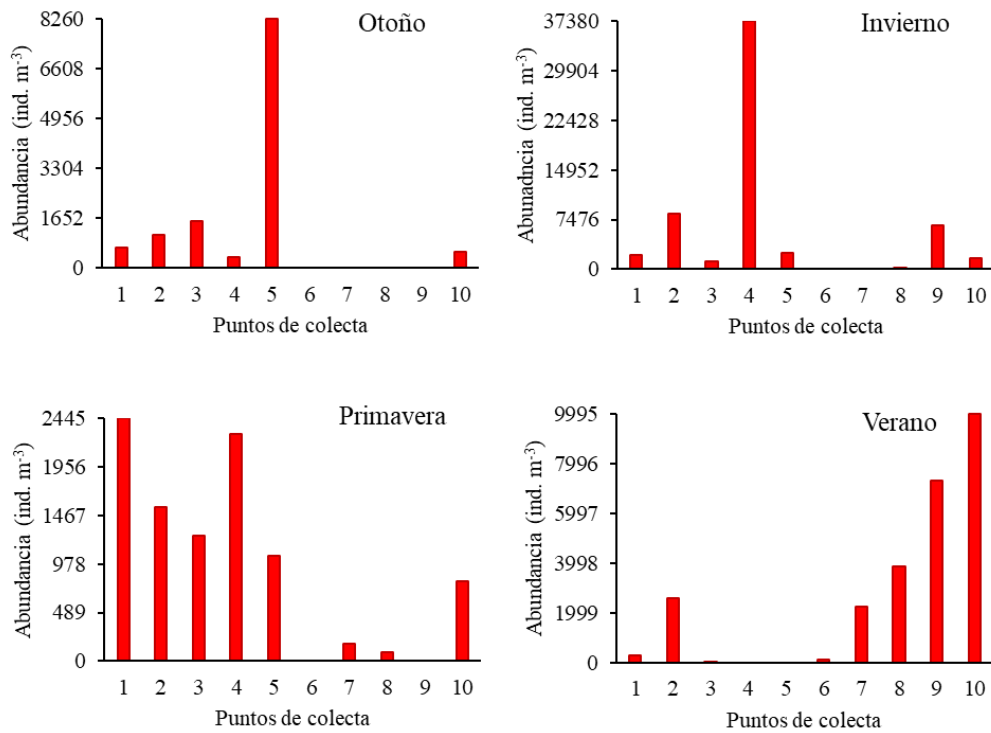 Otoño
Abundancia (ind. m-3)
8260
6608
4956
3304
1652
0
1 2 3 4 5 6 7 8 9 10
Puntos de colecta
Invierno
Abunadncia (ind. m-3)
37380
29904
22428
14952
7476
0
1 2 3 4 5 6 7 8 9 10
Puntos de colecta
Primavera
Abundancia (ind. m-3)
2445
1956
1467
978
489
0
1 2 3 4 5 6 7 8 9 10
Puntos de colecta
Verano
Abundancia (ind. m-3)
9995
7996
5997
3998
1999
0
1 2 3 4 5 6 7 8 9 10
Puntos de colecta